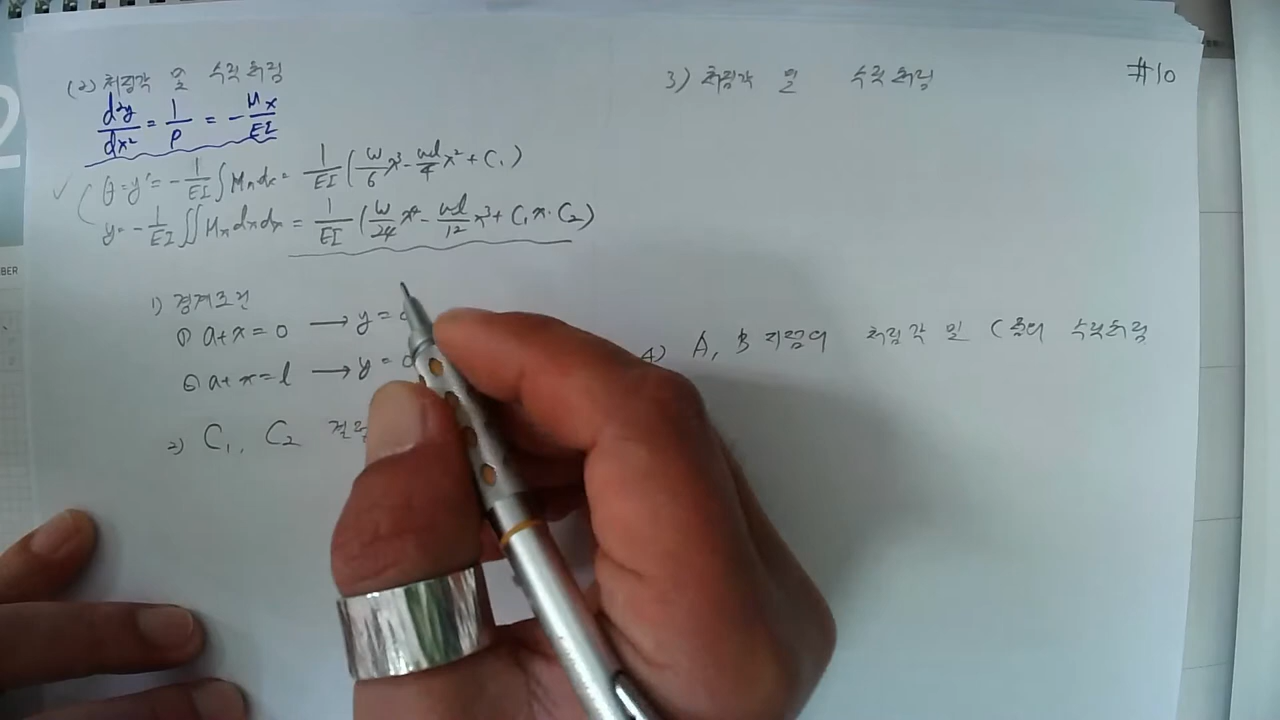 (2) 처짐각 및 수직처짐
d²y/dx² = 1/ρ = - Mx/EI
θ=y'= - 1/EI ∫Mx dx = 1/EI (w/6 x³ - wl/4 x² + C₁)
y = - 1/EI ∬Mx dx dx = 1/EI (w/24 x⁴ - wl/12 x³ + C₁x + C₂)
1) 경계조건
① at x = 0 → y = 0
② at x = l → y = 0
2) C₁, C₂
3) 처짐각 및 수직처짐
#10
4) A, B 지점의 처짐각 및 C점의 수직처짐
2
BER